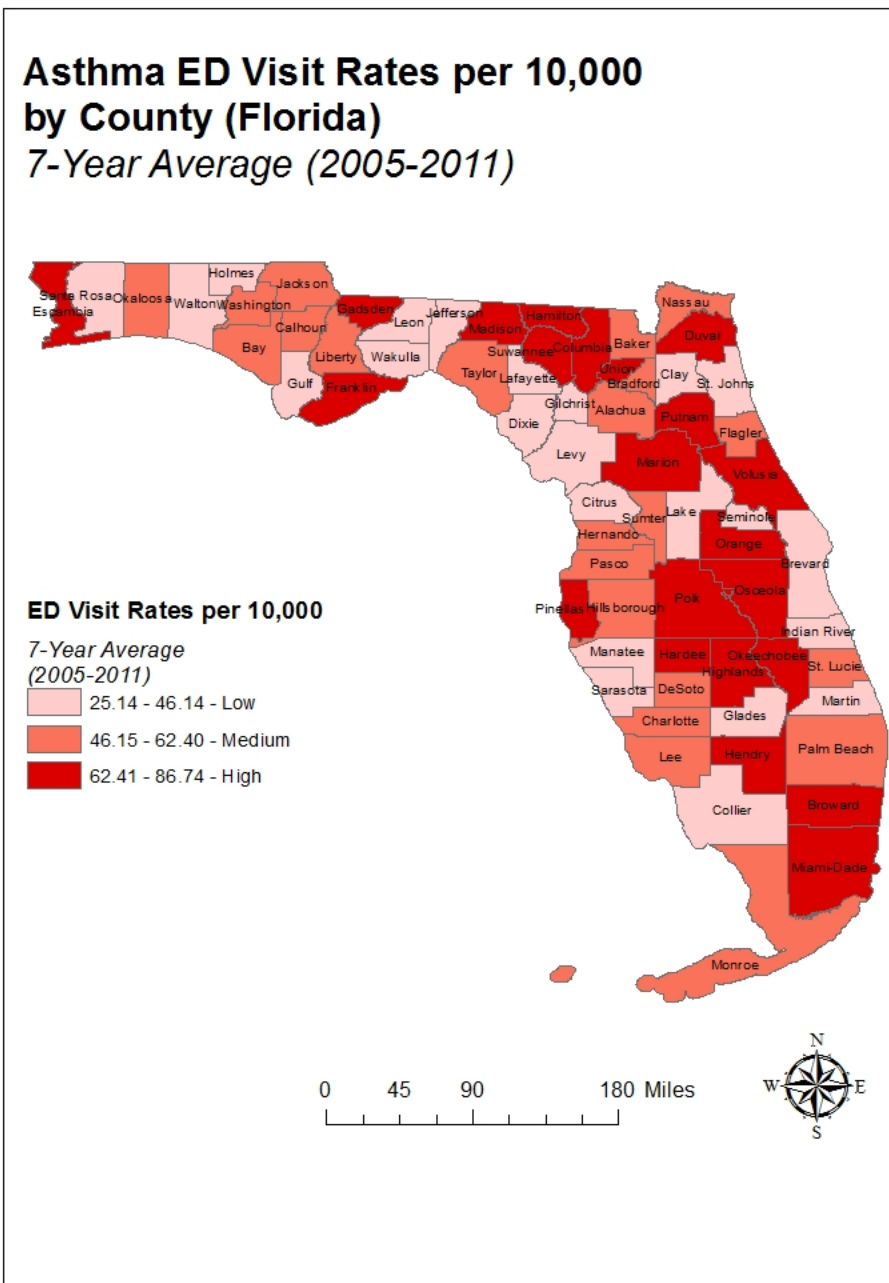 Asthma ED Visit Rates per 10,000
by County (Florida)
7-Year Average (2005-2011)
Holmes
Jackson
Santa Rosa
Okaloosa
Walton
Washington
Escambia
Gadsden
Leon
Jefferson
Madison
Hamilton
Nassau
Calhoun
Bay
Liberty
Wakulla
Suwannee
Columbia
Baker
Duval
Gulf
Franklin
Taylor
Lafayette
Union
Bradford
Clay
St. Johns
Gilchrist
Alachua
Putnam
Dixie
Flagler
Levy
Marion
Volusia
Citrus
Sumter
Lake
Seminole
Hernando
Orange
Pasco
Brevard
Pinellas
Hillsborough
Polk
Osceola
Indian River
Manatee
Hardee
Okeechobee
Highlands
St. Lucie
Sarasota
DeSoto
Martin
Charlotte
Glades
Lee
Hendry
Palm Beach
Collier
Broward
Miami-Dade
Monroe
ED Visit Rates per 10,000
7-Year Average
(2005-2011)
25.14 - 46.14 - Low
46.15 - 62.40 - Medium
62.41 - 86.74 - High
N
W E
S
0 45 90 180 Miles